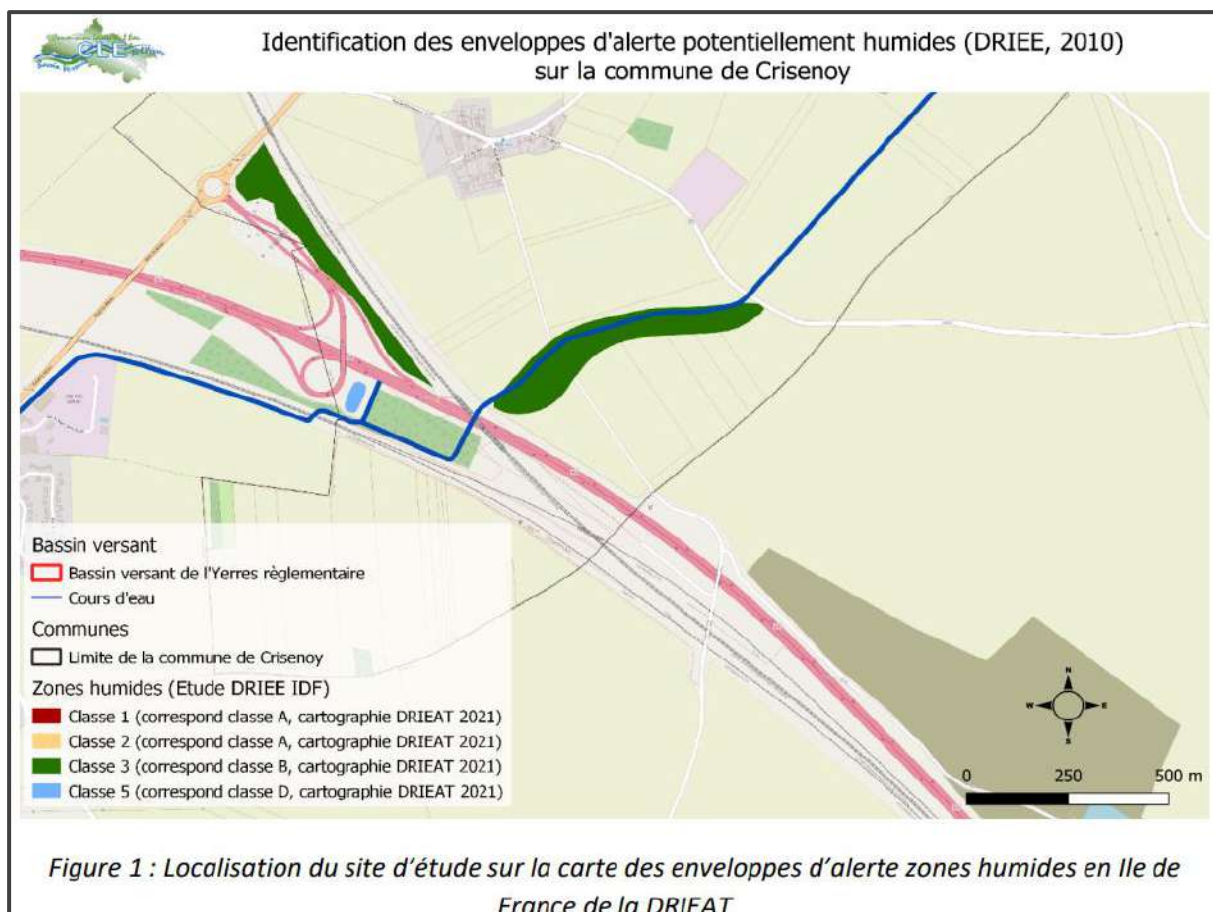 CLE
Identification des enveloppes d'alerte potentiellement humides (DRIEE, 2010)
sur la commune de Crisenoy
Bassin versant
Bassin versant de l'Yerres règlementaire
Cours d'eau
Communes
Limite de la commune de Crisenoy
Zones humides (Etude DRIEE IDF)
Classe 1 (correspond classe A, cartographie DRIEAT 2021)
Classe 2 (correspond classe A, cartographie DRIEAT 2021)
Classe 3 (correspond classe B, cartographie DRIEAT 2021)
Classe 5 (correspond classe D, cartographie DRIEAT 2021)
N
W E
S
0 250 500 m
Figure 1 : Localisation du site d'étude sur la carte des enveloppes d'alerte zones humides en Ile de
France de la DRIEAT